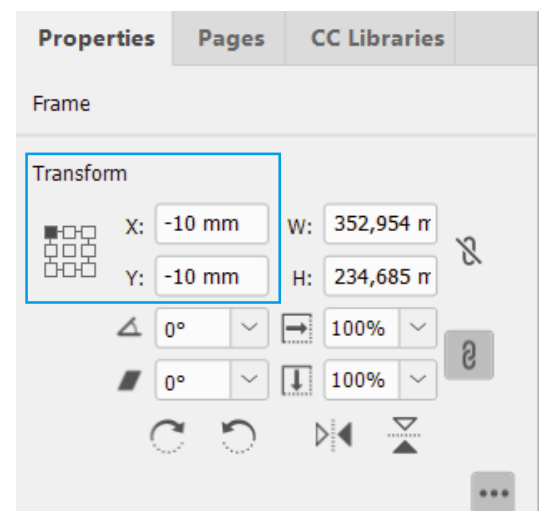 Properties Pages CC Libraries
Frame
Transform
X: -10 mm W: 352,954 m
Y: -10 mm H: 234,685 m
0° 100%
0° 100%